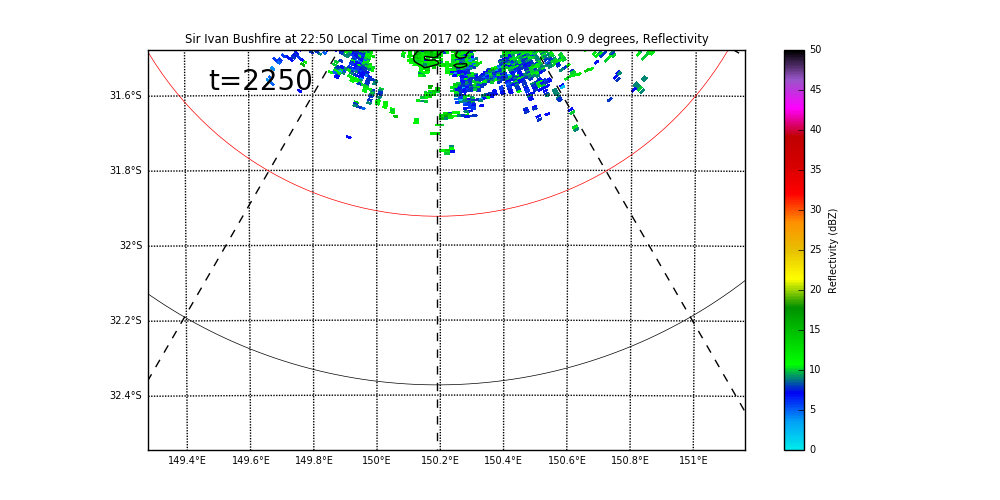 Sir Ivan Bushfire at 22:50 Local Time on 2017 02 12 at elevation 0.9 degrees, Reflectivity
t=2250
31.6°S
31.8°S
32°S
32.2°S
32.4°S
149.4°E 149.6°E 149.8°E 150°E 150.2°E 150.4°E 150.6°E 150.8°E 151°E
50
45
40
35
30
25
20
15
10
5
0
Reflectivity (dBZ)